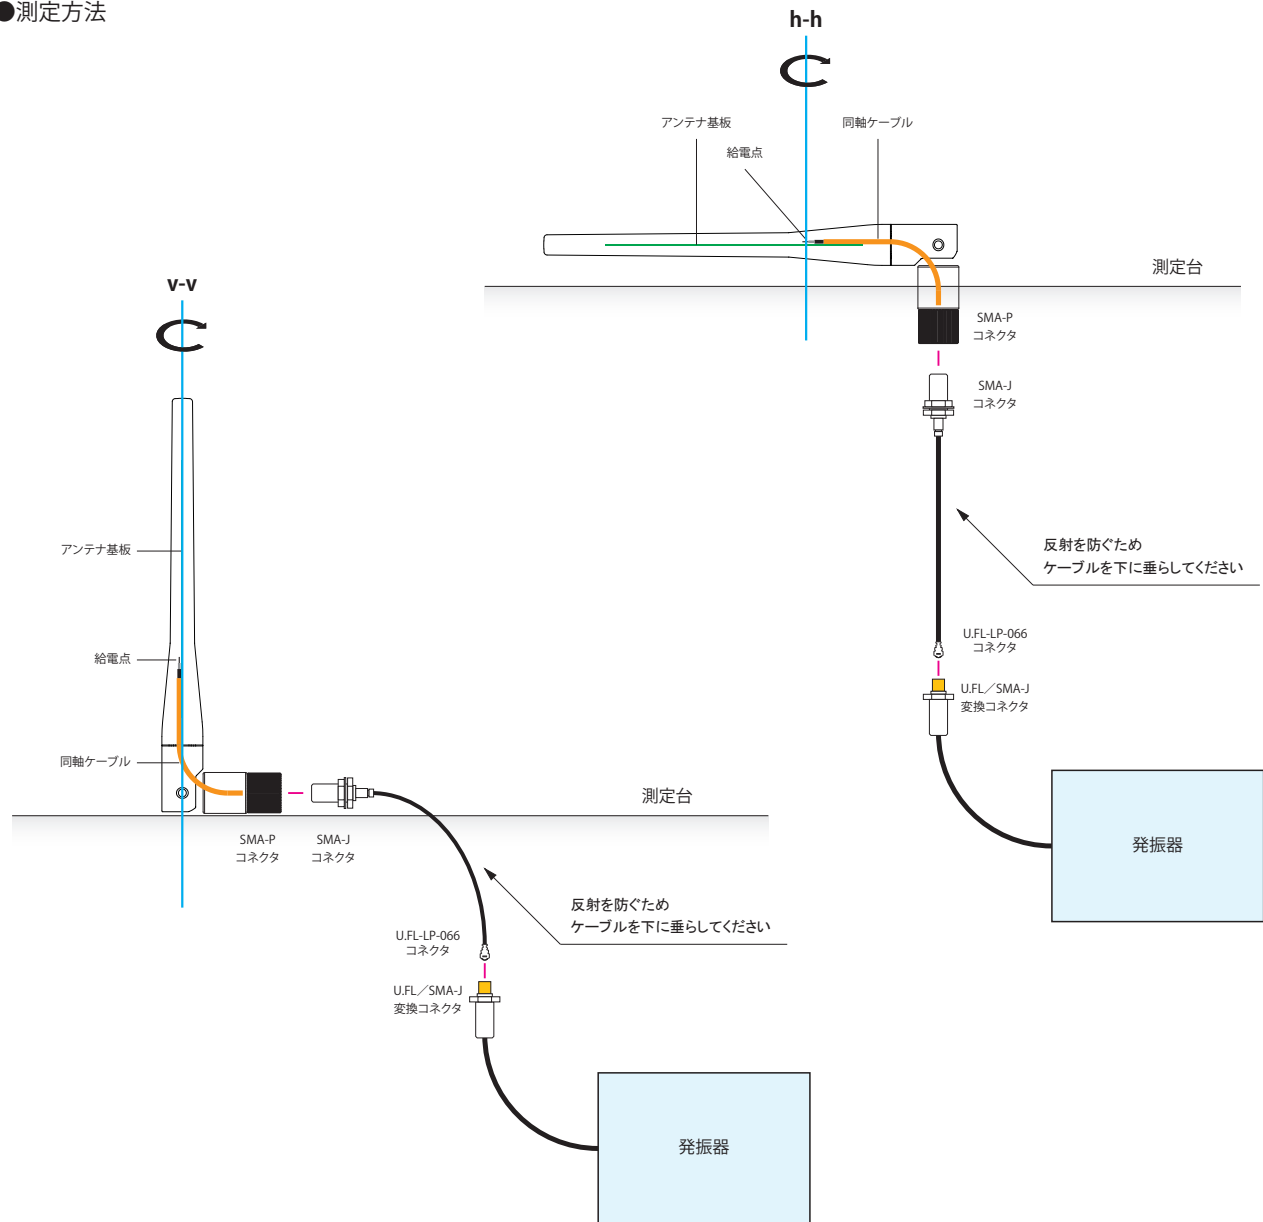 ●測定方法
h-h
アンテナ基板
同軸ケーブル
給電点
測定台
SMA-P
コネクタ
SMA-J
コネクタ
反射を防ぐため
ケーブルを下に垂らしてください
U.FL-LP-066
コネクタ
U.FL／SMA-J
変換コネクタ
発振器
v-v
アンテナ基板
給電点
同軸ケーブル
測定台
SMA-P
コネクタ
SMA-J
コネクタ
反射を防ぐため
ケーブルを下に垂らしてください
U.FL-LP-066
コネクタ
U.FL／SMA-J
変換コネクタ
発振器